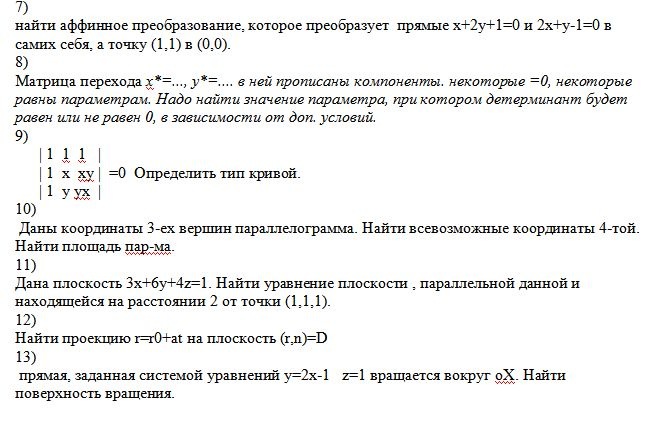 7)
найти аффинное преобразование, которое преобразует  прямые x+2y+1=0 и 2x+y-1=0 в
самих себя, а точку (1,1) в (0,0).
8)
Матрица перехода x*=..., y*=.... в ней прописаны компоненты. некоторые =0, некоторые
равны параметрам. Надо найти значение параметра, при котором детерминант будет
равен или не равен 0, в зависимости от доп. условий.
9)
| 1  1  1  |
| 1  x  xy |  =0  Определить тип кривой.
| 1  y yx  |
10)
Даны координаты 3-ех вершин параллелограмма. Найти всевозможные координаты 4-той.
Найти площадь пар-ма.
11)
Дана плоскость 3x+6y+4z=1. Найти уравнение плоскости , параллельной данной и
находящейся на расстоянии 2 от точки (1,1,1).
12)
Найти проекцию r=r0+at на плоскость (r,n)=D
13)
прямая, заданная системой уравнений y=2x-1   z=1 вращается вокруг оХ. Найти
поверхность вращения.